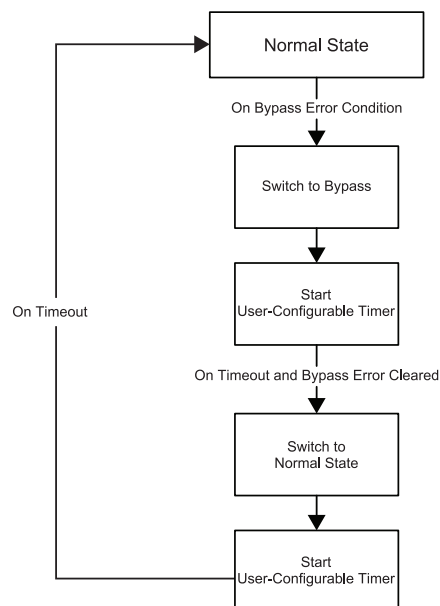 Normal State
On Bypass Error Condition
Switch to Bypass
Start
User-Configurable Timer
On Timeout
On Timeout and Bypass Error Cleared
Switch to
Normal State
Start
User-Configurable Timer